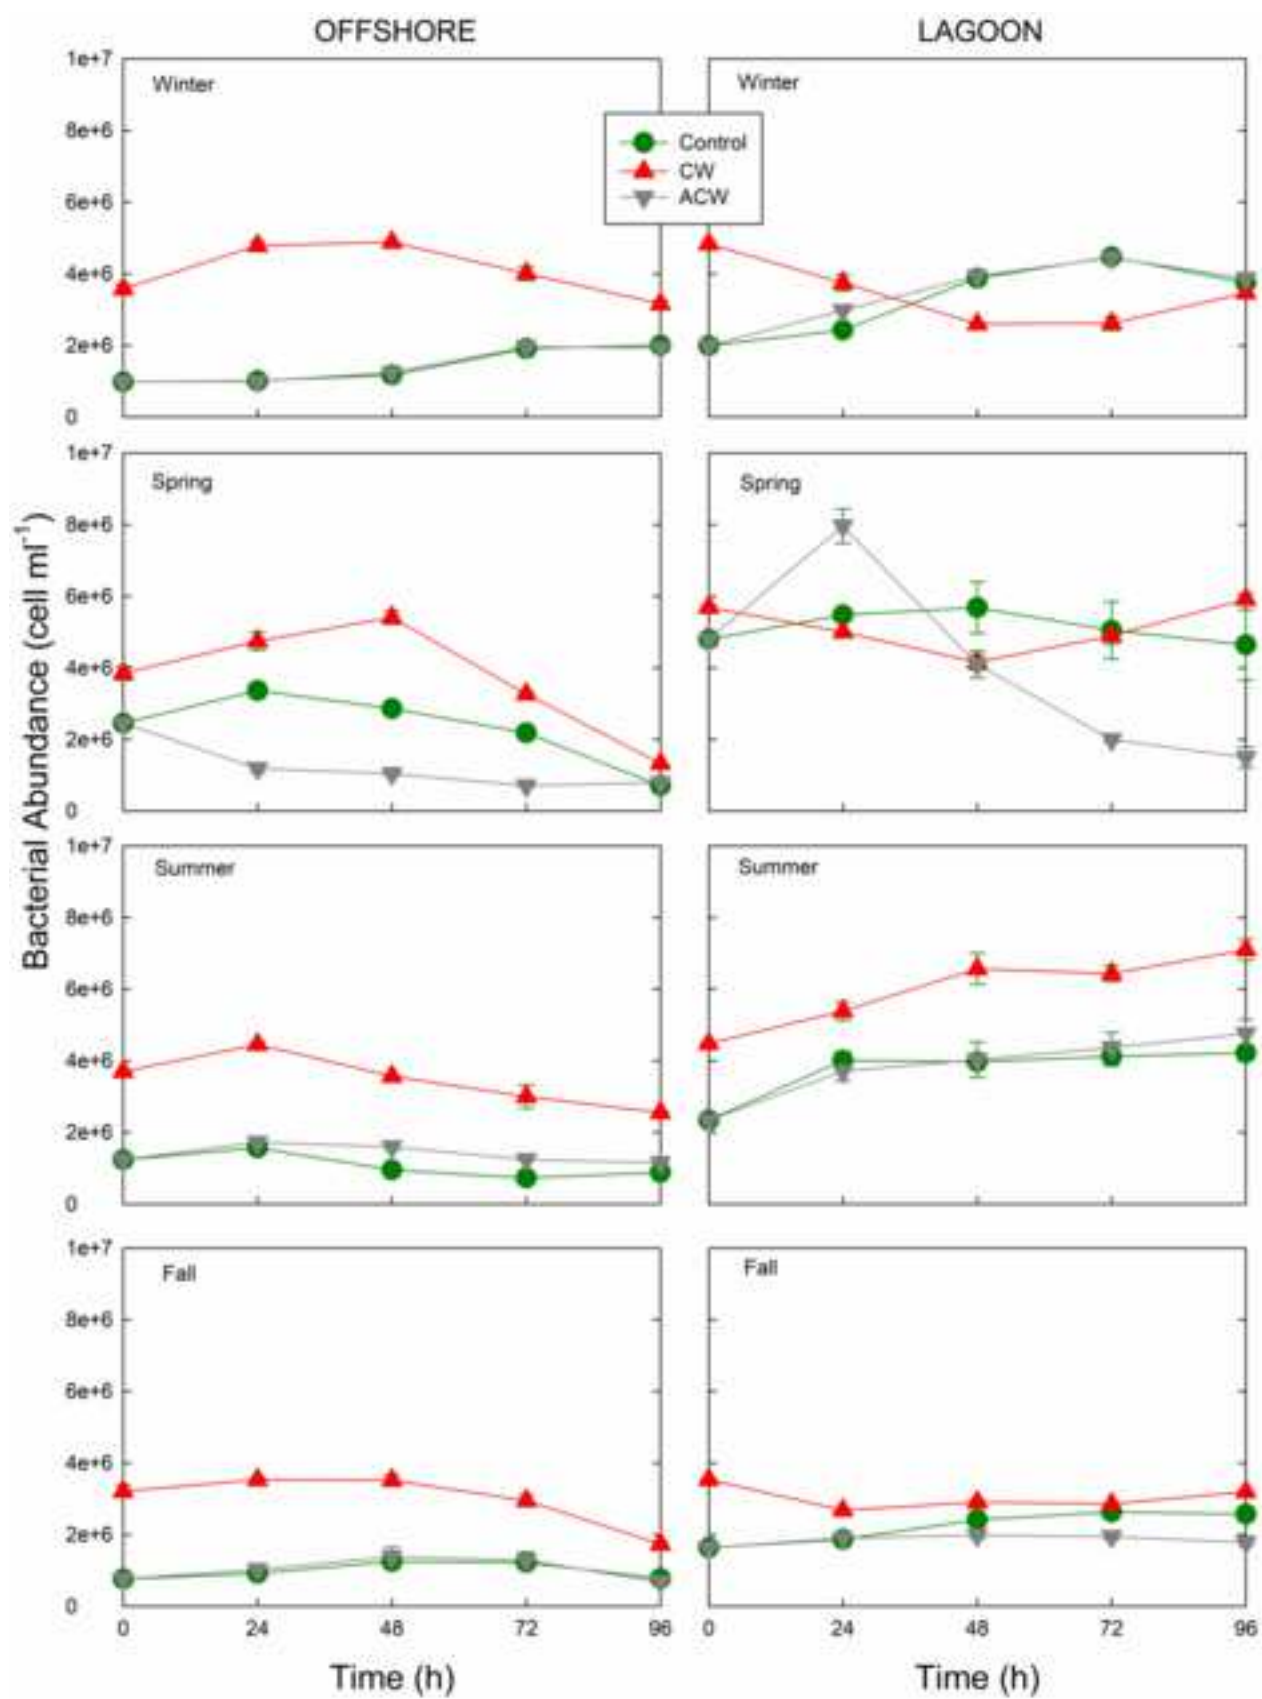 OFFSHORE
LAGOON
1e+7
8e+6
6e+6
4e+6
2e+6
0
Winter
Winter
Control
CW
ACW
1e+7
8e+6
6e+6
4e+6
2e+6
0
Spring
Spring
Bacterial Abundance (cell ml⁻¹)
1e+7
8e+6
6e+6
4e+6
2e+6
0
Summer
Summer
1e+7
8e+6
6e+6
4e+6
2e+6
0
Fall
Fall
0 24 48 72 96
0 24 48 72 96
Time (h)
Time (h)